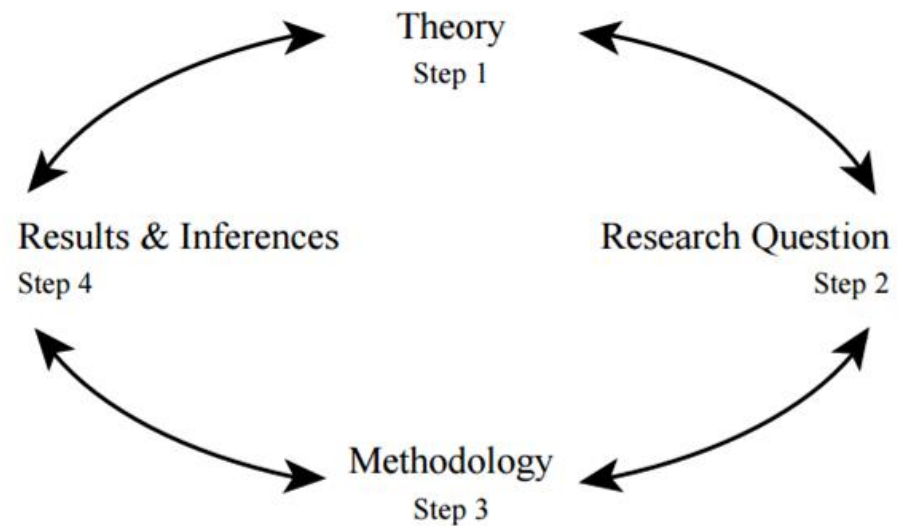 Theory
Step 1
Results & Inferences
Step 4
Research Question
Step 2
Methodology
Step 3